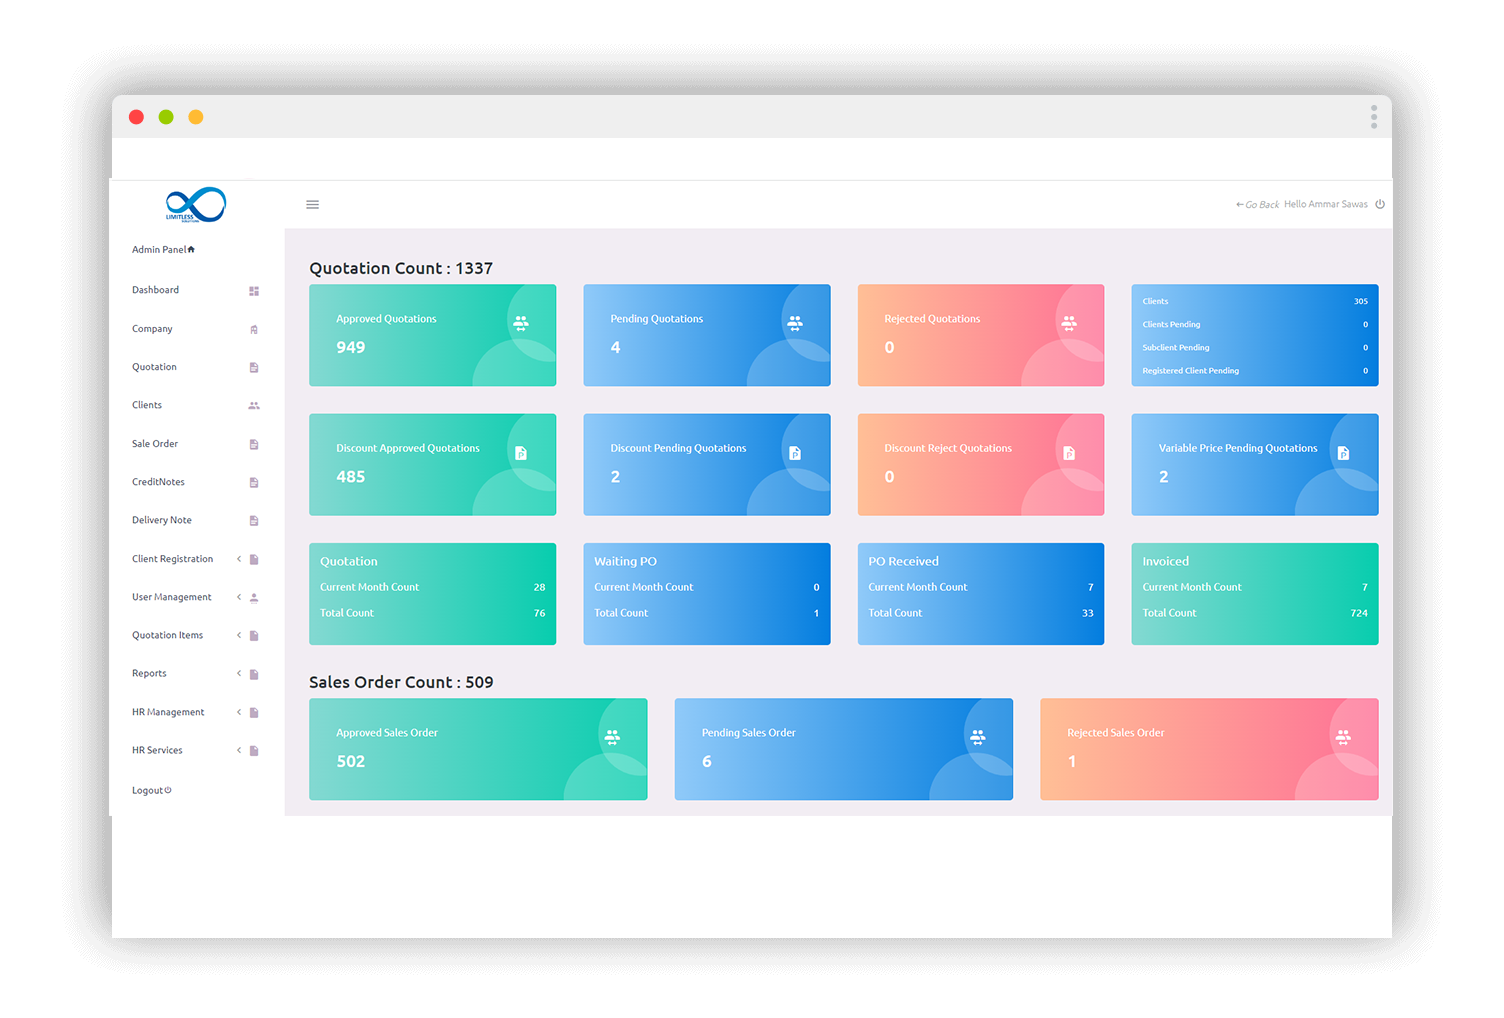 LIMITLESS
SOLUTIONS
←Go Back Hello Ammar Sawas
Admin Panel
Dashboard
Company
Quotation
Clients
Sale Order
CreditNotes
Delivery Note
Client Registration
User Management
Quotation Items
Reports
HR Management
HR Services
Logout
Quotation Count : 1337
Approved Quotations
949
Pending Quotations
4
Rejected Quotations
0
Clients 305
Clients Pending 0
Subclient Pending 0
Registered Client Pending 0
Discount Approved Quotations
485
Discount Pending Quotations
2
Discount Reject Quotations
0
Variable Price Pending Quotations
2
Quotation
Current Month Count 28
Total Count 76
Waiting PO
Current Month Count 0
Total Count 1
PO Received
Current Month Count 7
Total Count 33
Invoiced
Current Month Count 7
Total Count 724
Sales Order Count : 509
Approved Sales Order
502
Pending Sales Order
6
Rejected Sales Order
1